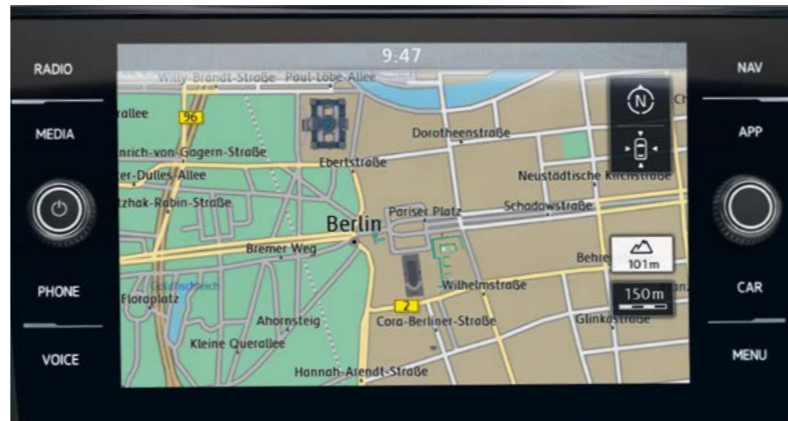 9:47
RADIO
NAV
Willy-Brandt-Straße
Paul-Löbe-Allee
rallee
96
N
Ch
MEDIA
APP
Dorotheenstraße
nrich-von-Gagern-Straße
Ebertstraße
er-Dulles-Allee
Neustädtische Kirchstraße
tzhak-Rabin-Straße
Pariser Platz
Schadowstraße
Berlin
Bremer Weg
Behre
101m
PHONE
Goldfischteich
Wilhelmstraße
150m
CAR
Floraplatz
2
Ahornsteig
Cora-Berliner-Straße
Glinkastraße
Kleine Querallee
VOICE
MENU
Hannah-Arendt-Straße